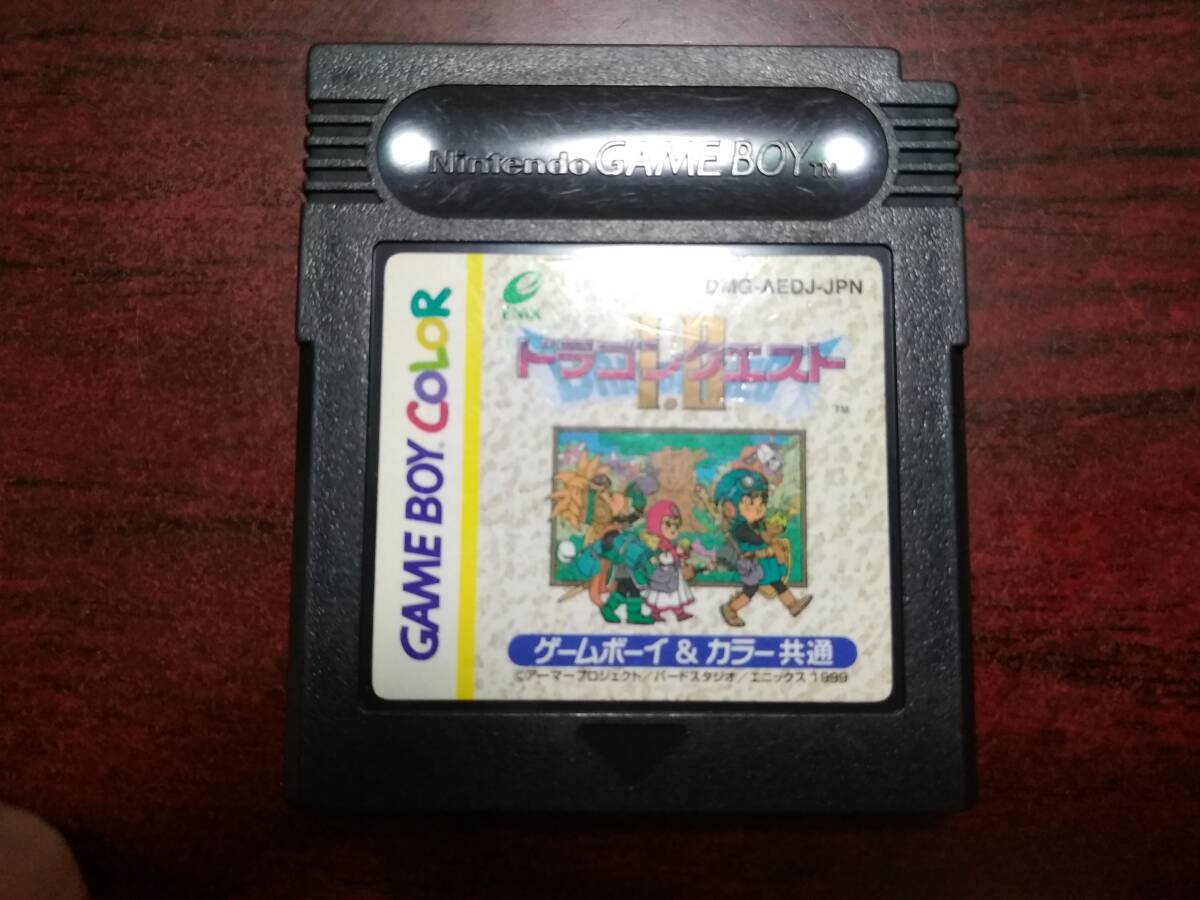 Nintendo GAME BOY TM
GAME BOY COLOR
ENIX
DMG-AEDJ-JPN
ドラゴンクエスト
I・II
TM
ゲームボーイ & カラー 共通
©アーマープロジェクト/バードスタジオ/エニックス 1999